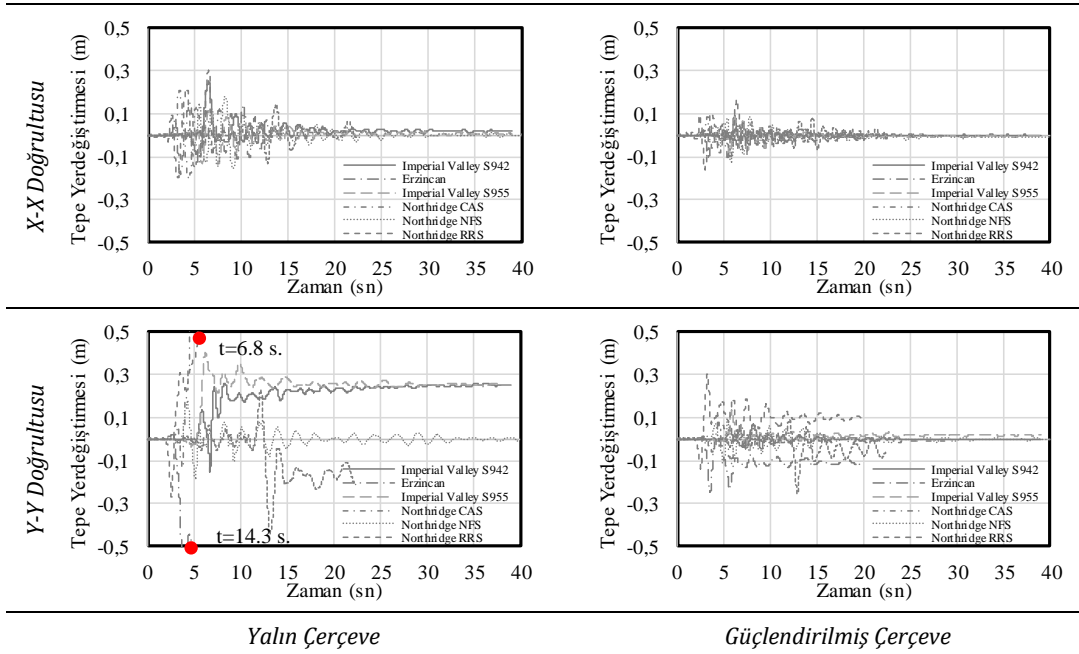 X-X Doğrultusu
Tepe Yerdeğiştirmesi (m)
0,5
0,3
0,1
-0,1
-0,3
-0,5
0 5 10 15 20 25 30 35 40
Zaman (sn)
Imperial Valley S942
Erzincan
Imperial Valley S955
Northridge CAS
Northridge NFS
Northridge RRS
Tepe Yerdeğiştirmesi (m)
0,5
0,3
0,1
-0,1
-0,3
-0,5
0 5 10 15 20 25 30 35 40
Zaman (sn)
Imperial Valley S942
Erzincan
Imperial Valley S955
Northridge CAS
Northridge NFS
Northridge RRS
Y-Y Doğrultusu
Tepe Yerdeğiştirmesi (m)
0,5
0,3
0,1
-0,1
-0,3
-0,5
t=6.8 s.
t=14.3 s.
0 5 10 15 20 25 30 35 40
Zaman (sn)
Imperial Valley S942
Erzincan
Imperial Valley S955
Northridge CAS
Northridge NFS
Northridge RRS
Tepe Yerdeğiştirmesi (m)
0,5
0,3
0,1
-0,1
-0,3
-0,5
0 5 10 15 20 25 30 35 40
Zaman (sn)
Imperial Valley S942
Erzincan
Imperial Valley S955
Northridge CAS
Northridge NFS
Northridge RRS
Yalın Çerçeve
Güçlendirilmiş Çerçeve